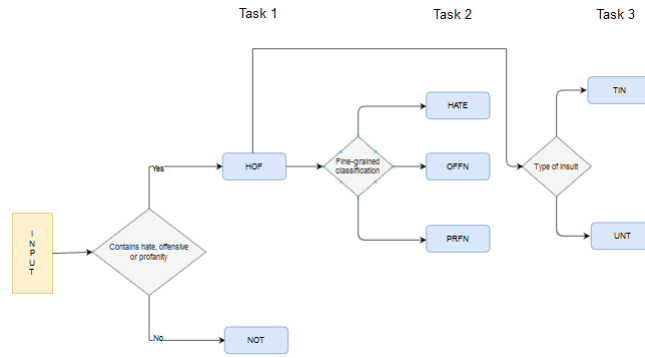 Task 1
Task 2
Task 3
TIN
HATE
Yes
HOF
Fine-grained
classification
OFFN
Type of Insult
INPUT
Contains hate, offensive
or profanity
PRFN
UNT
No
NOT